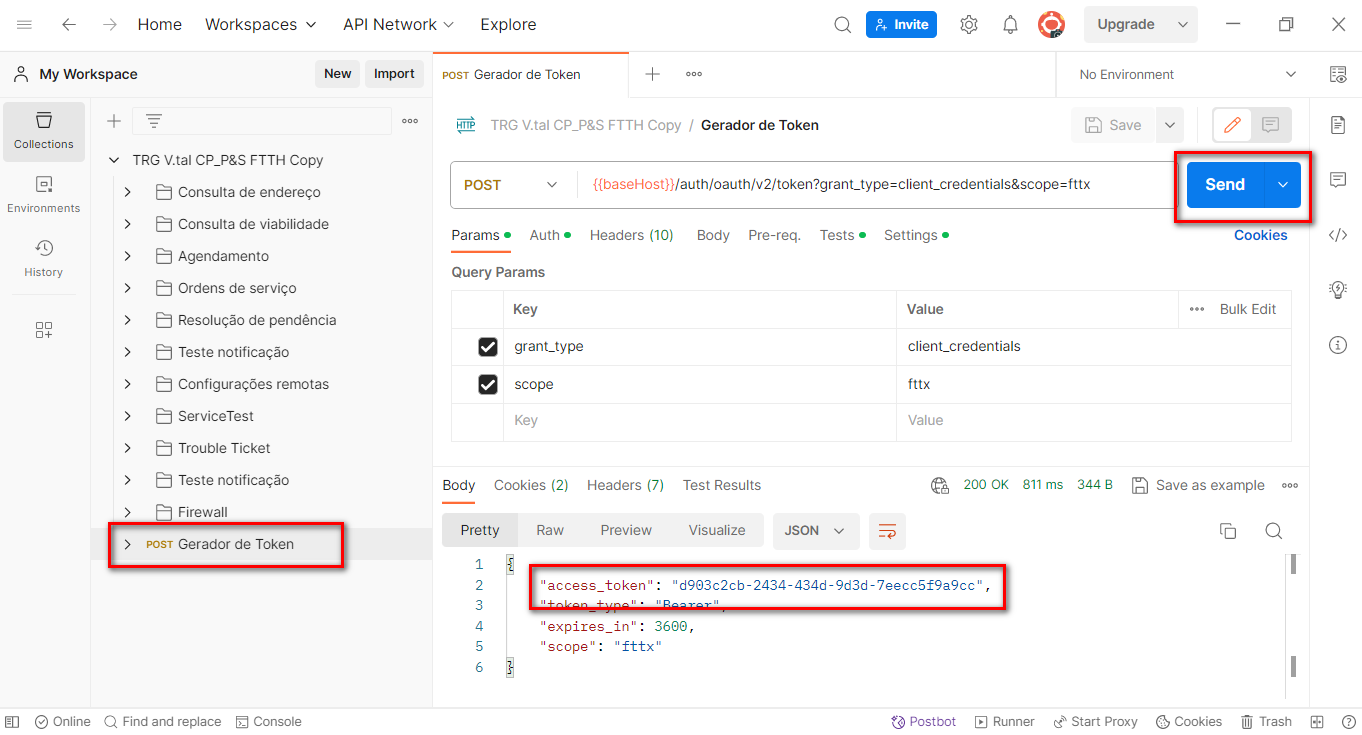 Home
Workspaces
API Network
Explore
Invite
Upgrade
My Workspace
New
Import
POST Gerador de Token
No Environment
Collections
Environments
History
TRG V.tal CP_P&S FTTH Copy
Consulta de endereço
Consulta de viabilidade
Agendamento
Ordens de serviço
Resolução de pendência
Teste notificação
Configurações remotas
ServiceTest
Trouble Ticket
Teste notificação
Firewall
POST Gerador de Token
HTTP TRG V.tal CP_P&S FTTH Copy / Gerador de Token
Save
POST
{{baseHost}}/auth/oauth/v2/token?grant_type=client_credentials&scope=fttx
Send
Params Auth Headers (10) Body Pre-req. Tests Settings
Cookies
Query Params
Key Value Bulk Edit
grant_type client_credentials
scope fttx
Key Value
Body Cookies (2) Headers (7) Test Results
200 OK 811 ms 344 B Save as example
Pretty Raw Preview Visualize JSON
1 {
2 "access_token": "d903c2cb-2434-434d-9d3d-7eecc5f9a9cc",
3 "token_type": "Bearer",
4 "expires_in": 3600,
5 "scope": "fttx"
6 }
Online
Find and replace
Console
Postbot
Runner
Start Proxy
Cookies
Trash